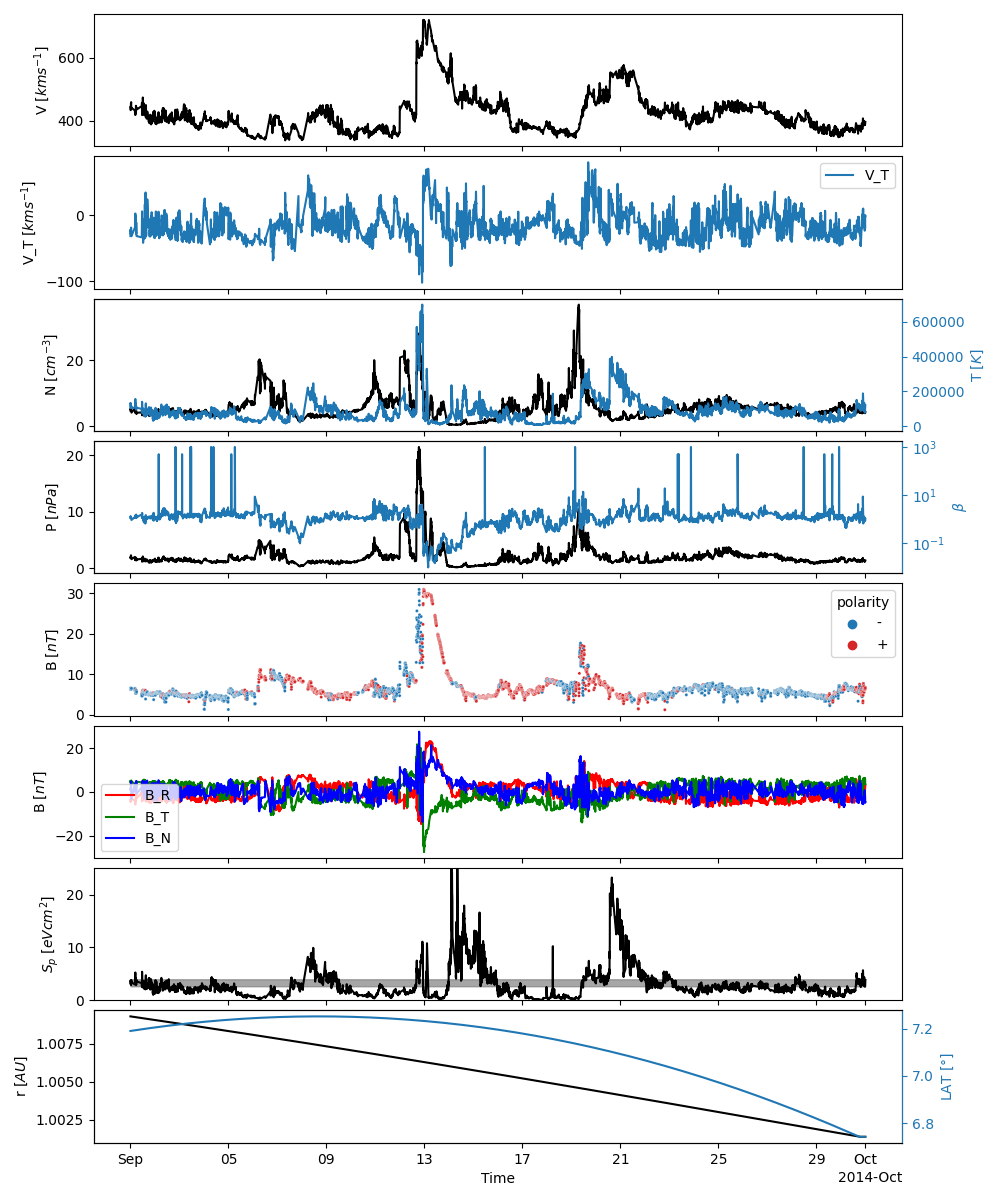 V [kms⁻¹]
600
400
V_T [kms⁻¹]
0
−100
V_T
N [cm⁻³]
20
0
600000
400000
200000
0
T [K]
P [nPa]
20
10
0
10³
10¹
10⁻¹
β
B [nT]
30
20
10
0
polarity
-
+
B [nT]
20
0
−20
B_R
B_T
B_N
Sₚ [eVcm²]
20
10
0
r [AU]
1.0075
1.0050
1.0025
7.2
7.0
6.8
LAT [°]
Sep 05 09 13 17 21 25 29 Oct
Time
2014-Oct